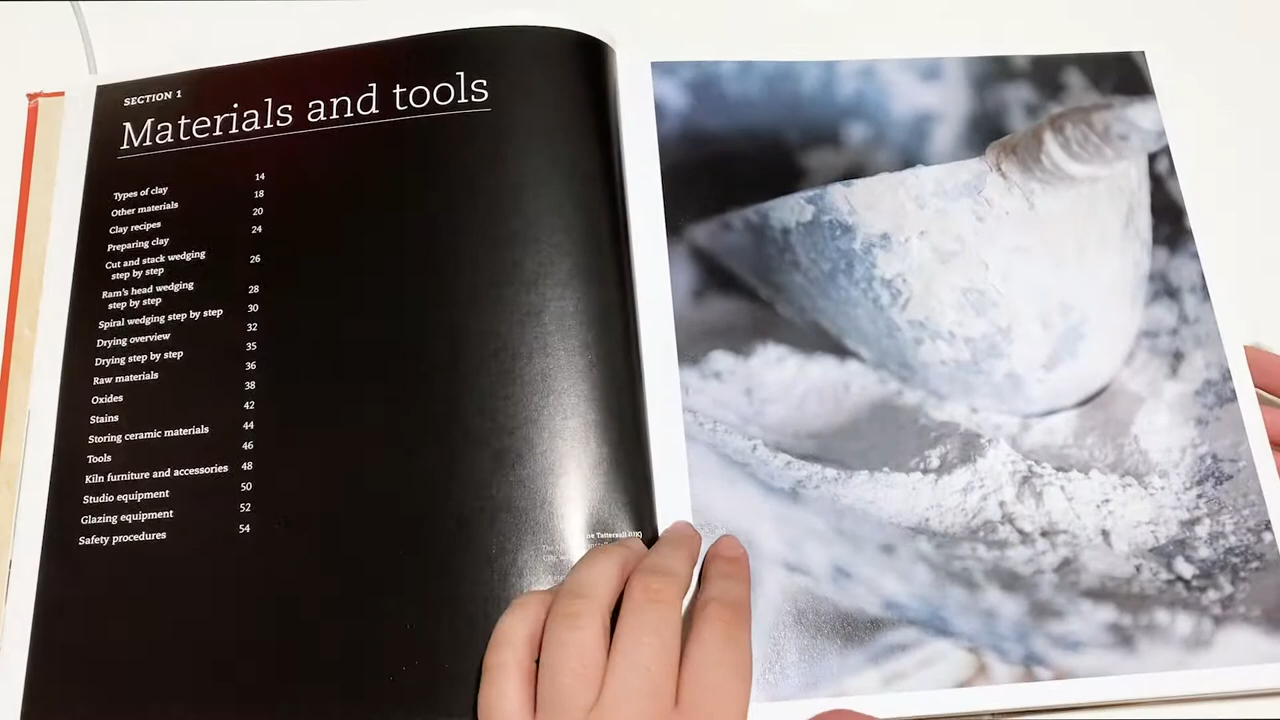 SECTION 1
Materials and tools
Types of clay 14
Other materials 18
Clay recipes 20
Preparing clay 24
Cut and stack wedging
step by step 26
Ram's head wedging
step by step 28
Spiral wedging step by step 30
Drying overview 32
Drying step by step 35
Raw materials 36
Oxides 38
Stains 42
Storing ceramic materials 44
Tools 46
Kiln furniture and accessories 48
Studio equipment 50
Glazing equipment 52
Safety procedures 54
Tattersall (UK)